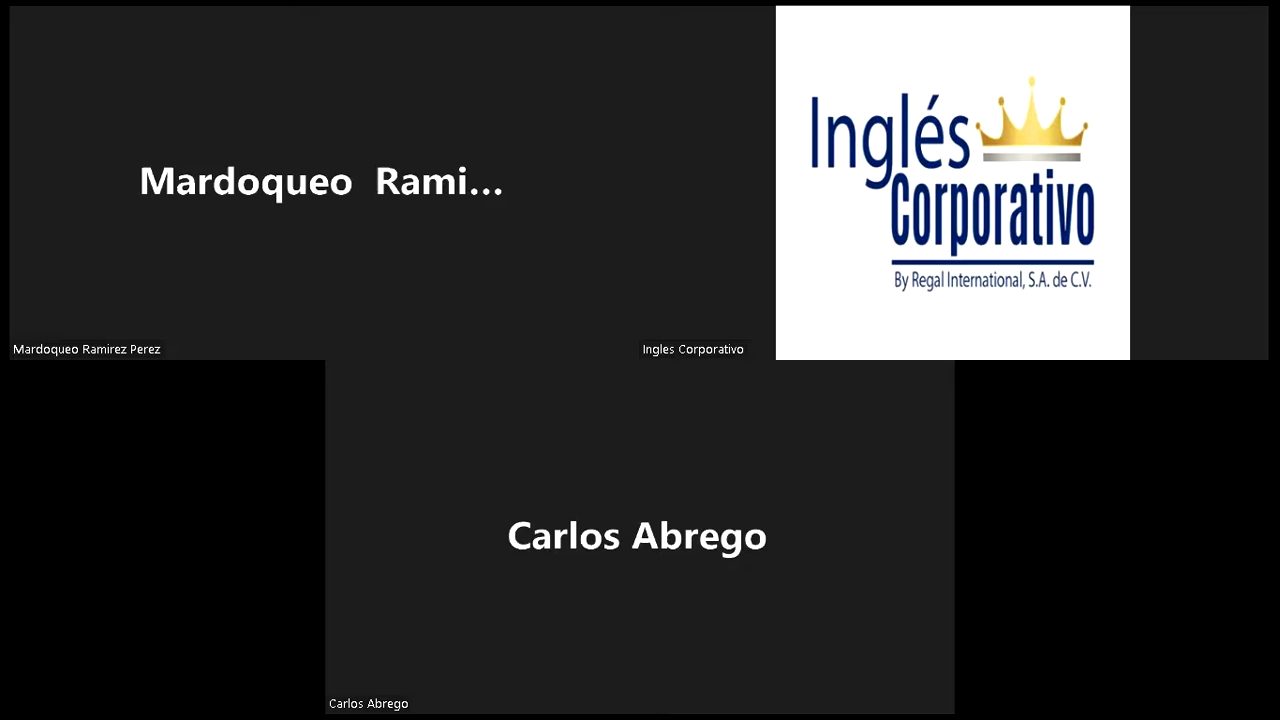 Mardoqueo  Rami...
Mardoqueo Ramirez Perez
Inglés
Corporativo
By Regal International, S.A. de C.V.
Ingles Corporativo
Carlos Abrego
Carlos Abrego